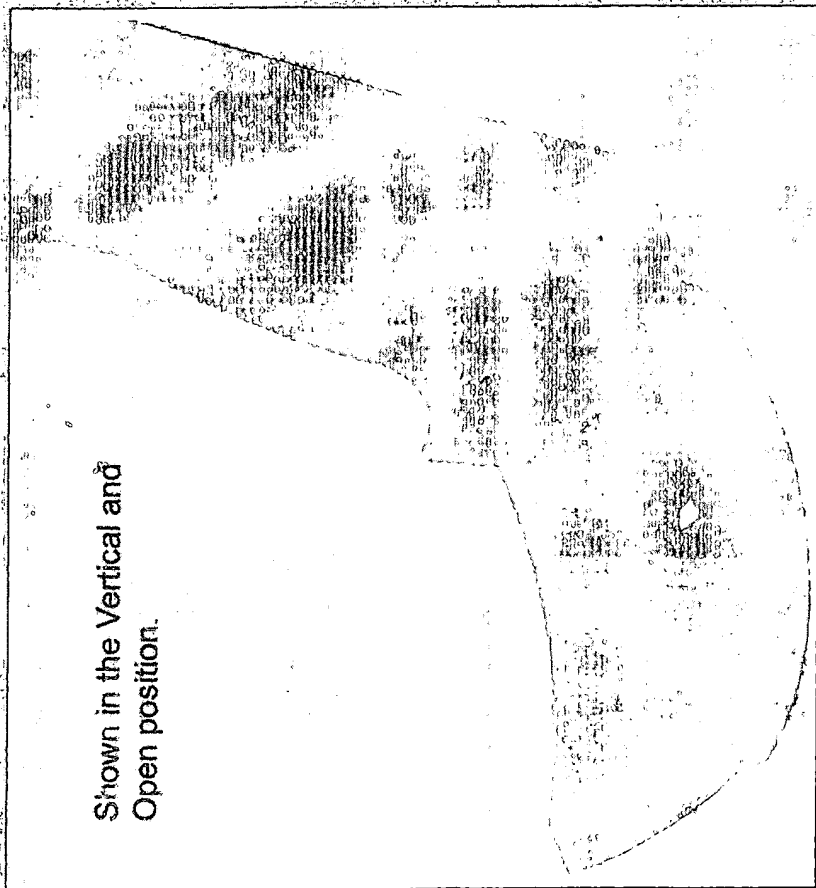 Shown in the Vertical and
Open position.